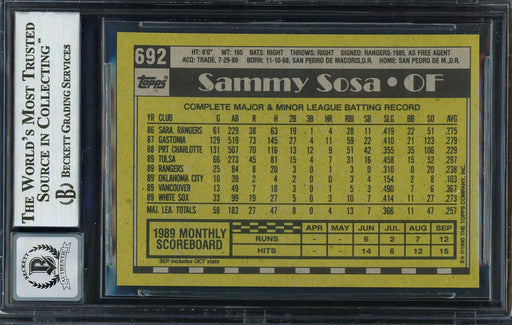 THE WORLD'S MOST TRUSTED
SOURCE IN COLLECTING™
BECKETT GRADING SERVICES
B
BECKETT
AUTHENTIC
692
HT: 6'0" WT: 165 BATS: RIGHT THROWS: RIGHT SIGNED: RANGERS-1985, AS FREE AGENT
ACQ: TRADE, 7-29-89 BORN: 11-10-68, SAN PEDRO DE MACORIS, D.R. HOME: SAN PEDRO DE M, D.R.
Topps Sammy Sosa • OF
COMPLETE MAJOR & MINOR LEAGUE BATTING RECORD
YR CLUB G AB R H 2B 3B HR RBI SB SLG BB SO AVG
86 SARA. RANGERS 61 229 38 63 19 1 4 28 11 .419 22 51 .275
87 GASTONIA 129 519 73 145 27 4 11 59 22 .410 21 123 .279
88 PRT CHARLOTTE 131 507 70 116 13 12 9 51 42 .355 35 106 .229
89 TULSA 66 273 45 81 15 4 7 31 16 .458 15 52 .297
89 RANGERS 25 84 8 20 3 0 1 3 0 .310 0 20 .238
89 OKLAHOMA CITY 10 39 2 4 2 0 0 3 4 .154 2 8 .103
89 VANCOUVER 13 49 7 18 3 1 1 5 3 .490 7 6 .367
89 WHITE SOX 33 99 19 27 5 0 3 10 7 .414 11 27 .273
MAJ. LEA. TOTALS 58 183 27 47 8 0 4 13 7 .366 11 47 .257
1989 MONTHLY SCOREBOARD
APR MAY JUN JUL AUG SEP
RUNS - - 6 2 7 12
HITS - - 14 6 12 15
SEP includes OCT stats